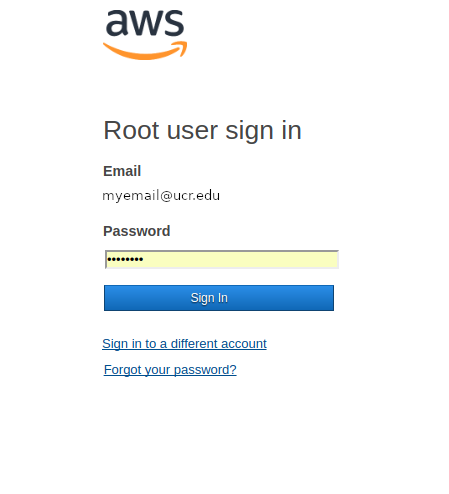 aws
Root user sign in
Email
myemail@ucr.edu
Password
••••••••
Sign In
Sign in to a different account
Forgot your password?